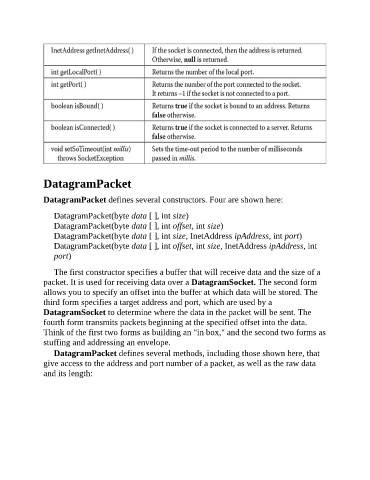 InetAddress getInetAddress( ) If the socket is connected, then the address is returned.
Otherwise, null is returned.
int getLocalPort( ) Returns the number of the local port.
int getPort( ) Returns the number of the port connected to the socket.
It returns –1 if the socket is not connected to a port.
boolean isBound( ) Returns true if the socket is bound to an address. Returns
false otherwise.
boolean isConnected( ) Returns true if the socket is connected to a server. Returns
false otherwise.
void setSoTimeout(int millis) Sets the time-out period to the number of milliseconds
throws SocketException passed in millis.
DatagramPacket
DatagramPacket defines several constructors. Four are shown here:
DatagramPacket(byte data [ ], int size)
DatagramPacket(byte data [ ], int offset, int size)
DatagramPacket(byte data [ ], int size, InetAddress ipAddress, int port)
DatagramPacket(byte data [ ], int offset, int size, InetAddress ipAddress, int
port)
The first constructor specifies a buffer that will receive data and the size of a
packet. It is used for receiving data over a DatagramSocket. The second form
allows you to specify an offset into the buffer at which data will be stored. The
third form specifies a target address and port, which are used by a
DatagramSocket to determine where the data in the packet will be sent. The
fourth form transmits packets beginning at the specified offset into the data.
Think of the first two forms as building an "in box," and the second two forms as
stuffing and addressing an envelope.
DatagramPacket defines several methods, including those shown here, that
give access to the address and port number of a packet, as well as the raw data
and its length: